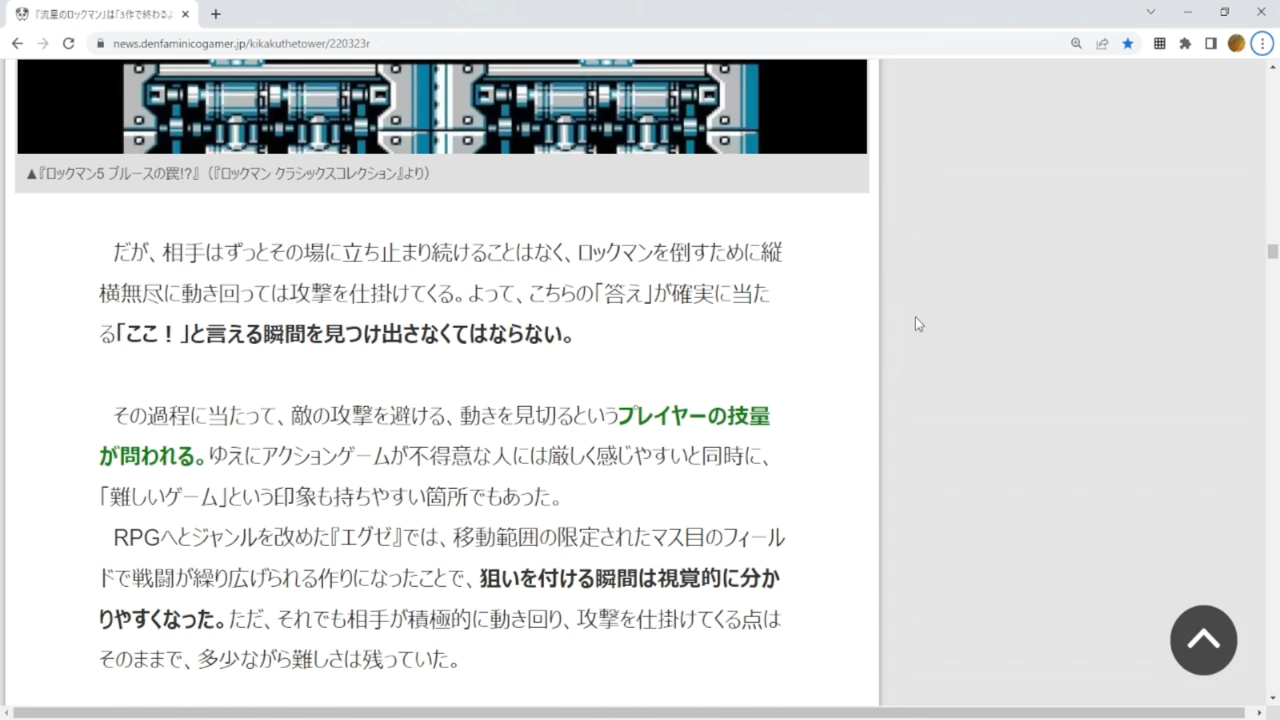 『流星のロックマン』は「3作で終わるよ
news.denfaminicogamer.jp/kikakuthetower/220323r
▲『ロックマン5 ブルースの罠!?』（『ロックマン クラシックスコレクション』より）
だが、相手はずっとその場に立ち止まり続けることはなく、ロックマンを倒すために縦
横無尽に動き回っては攻撃を仕掛けてくる。よって、こちらの「答え」が確実に当た
る「ここ！」と言える瞬間を見つけ出さなくてはならない。
その過程に当たって、敵の攻撃を避ける、動きを見切るというプレイヤーの技量
が問われる。ゆえにアクションゲームが不得意な人には厳しく感じやすいと同時に、
「難しいゲーム」という印象も持ちやすい箇所でもあった。
RPGへとジャンルを改めた『エグゼ』では、移動範囲の限定されたマス目のフィール
ドで戦闘が繰り広げられる作りになったことで、狙いを付ける瞬間は視覚的に分か
りやすくなった。ただ、それでも相手が積極的に動き回り、攻撃を仕掛けてくる点は
そのままで、多少ながら難しさは残っていた。